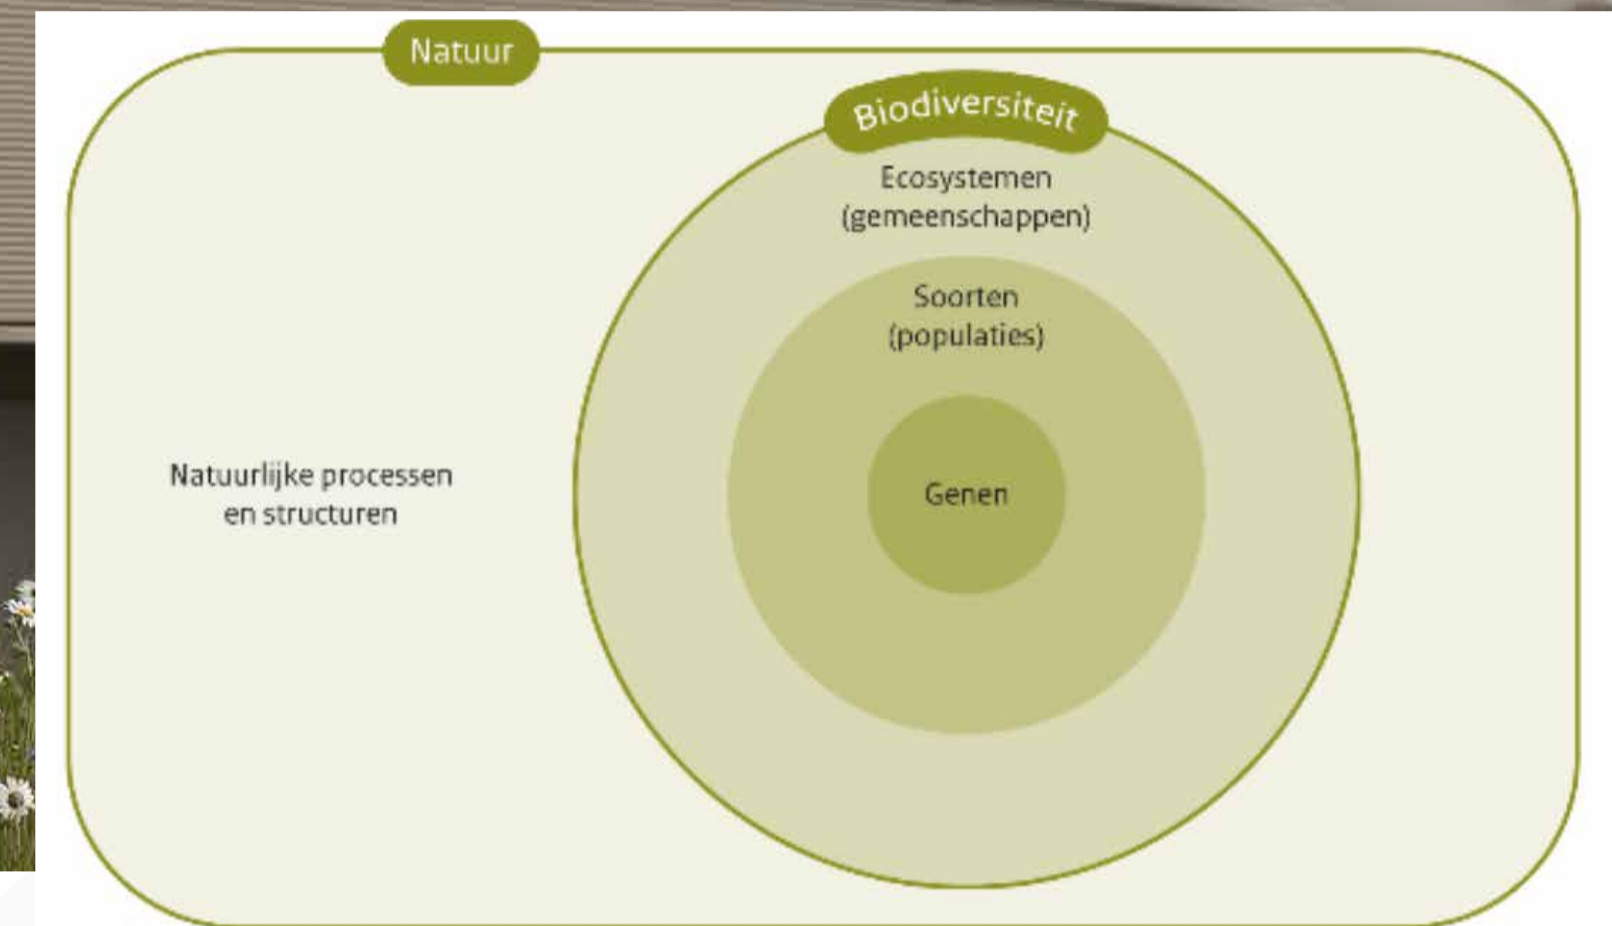 Natuur
Biodiversiteit
Ecosystemen
(gemeenschappen)
Soorten
(populaties)
Genen
Natuurlijke processen
en structuren